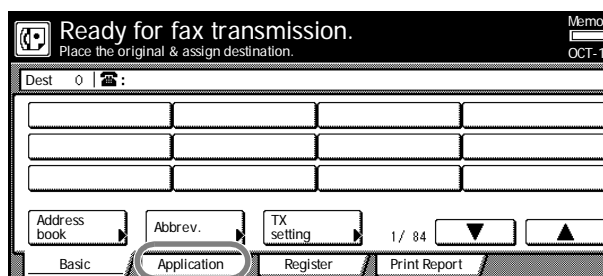 Ready for fax transmission.
Place the original & assign destination.
Memo
OCT-1
Dest 0 ☎:
Address book
Abbrev.
TX setting
1/ 84
Basic
Application
Register
Print Report